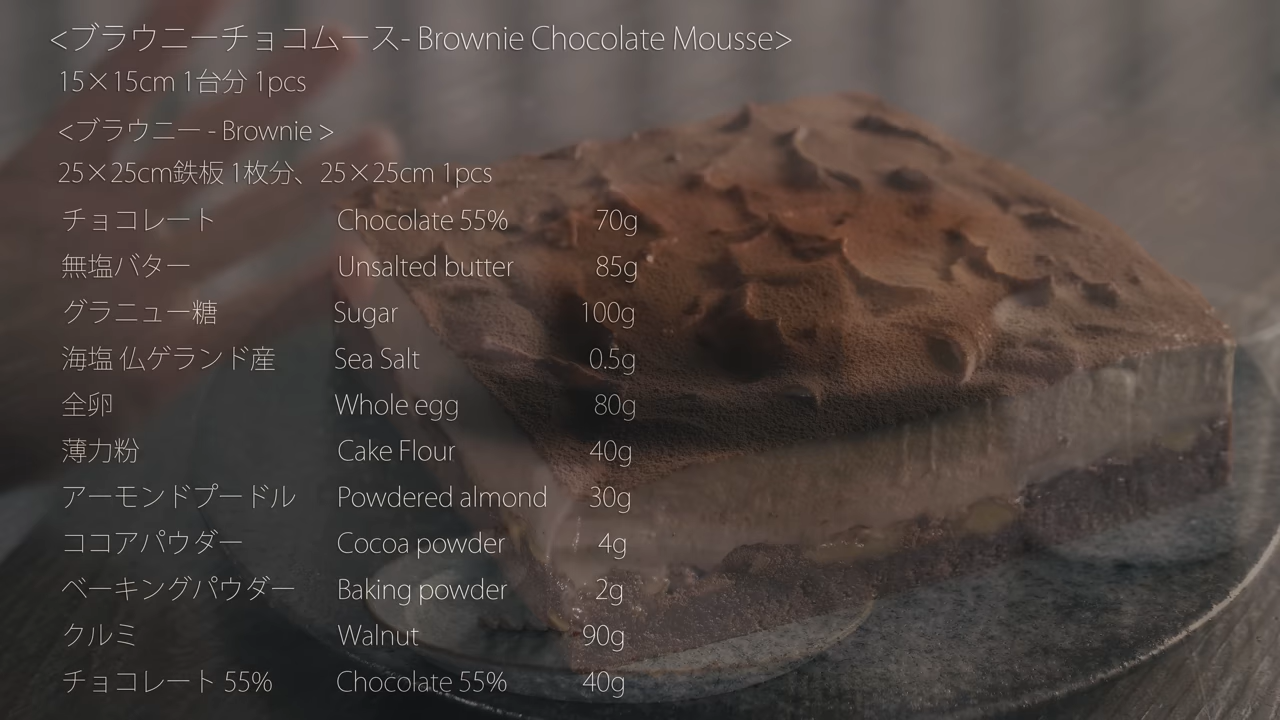 <ブラウニーチョコムース- Brownie Chocolate Mousse>
15×15cm 1台分 1pcs
<ブラウニー - Brownie >
25×25cm鉄板 1枚分、25×25cm 1pcs
チョコレート Chocolate 55% 70g
無塩バター Unsalted butter 85g
グラニュー糖 Sugar 100g
海塩 仏ゲランド産 Sea Salt 0.5g
全卵 Whole egg 80g
薄力粉 Cake Flour 40g
アーモンドプードル Powdered almond 30g
ココアパウダー Cocoa powder 4g
ベーキングパウダー Baking powder 2g
クルミ Walnut 90g
チョコレート 55% Chocolate 55% 40g